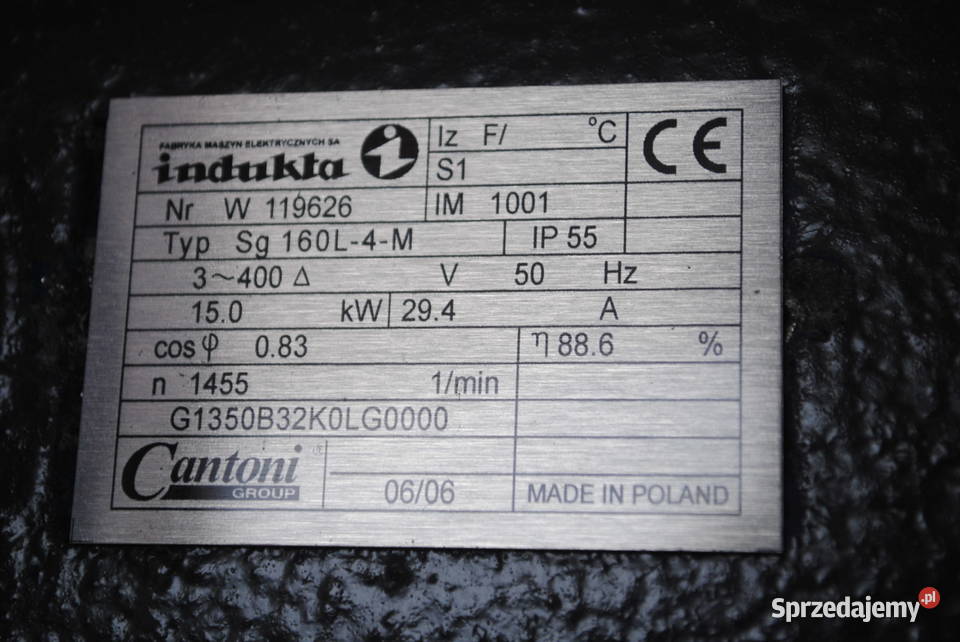 FABRYKA MASZYN ELEKTRYCZNYCH SA
indukta i
Iz F/ °C
S1
CE
Nr W 119626
IM 1001
Typ Sg 160L-4-M
IP 55
3~400 Δ V 50 Hz
15.0 kW 29.4 A
cos φ 0.83
η 88.6 %
n 1455 1/min
G1350B32K0LG0000
Cantoni ®
GROUP
06/06
MADE IN POLAND
Sprzedajemy.pl